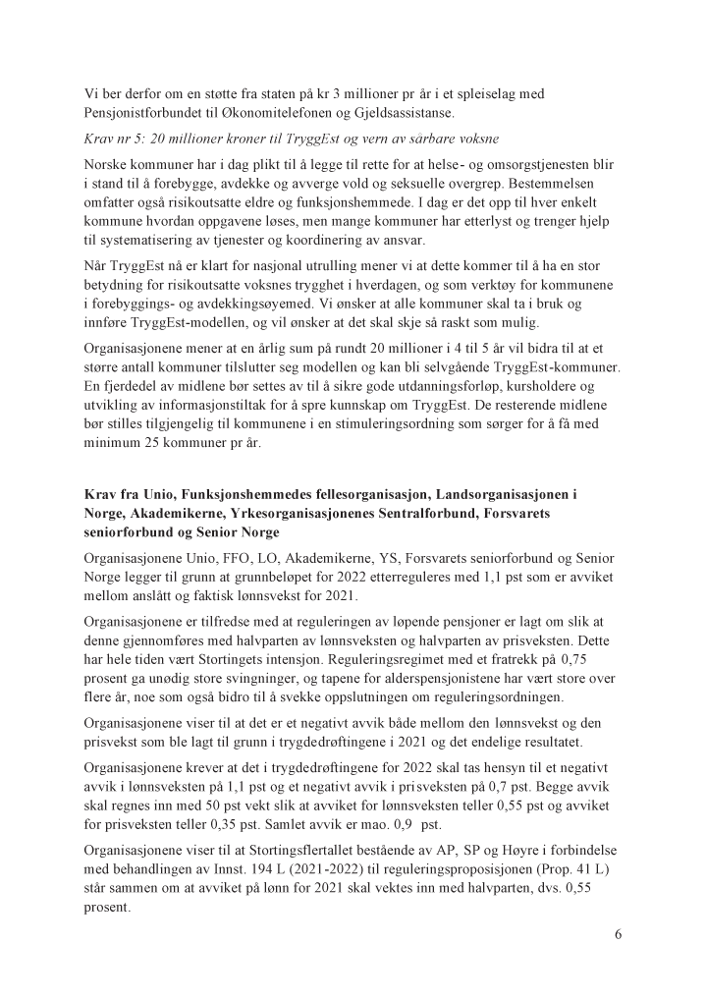 Vi ber derfor om en støtte fra staten på kr 3 millioner pr år i et spleiselag med
Pensjonistforbundet til Økonomitelefonen og Gjeldsassistanse.
Krav nr 5: 20 millioner kroner til TryggEst og vern av sårbare voksne
Norske kommuner har i dag plikt til å legge til rette for at helse- og omsorgstjenesten blir
i stand til å forebygge, avdekke og avverge vold og seksuelle overgrep. Bestemmelsen
omfatter også risikoutsatte eldre og funksjonshemmede. I dag er det opp til hver enkelt
kommune hvordan oppgavene løses, men mange kommuner har etterlyst og trenger hjelp
til systematisering av tjenester og koordinering av ansvar.
Når TryggEst nå er klart for nasjonal utrulling mener vi at dette kommer til å ha en stor
betydning for risikoutsatte voksnes trygghet i hverdagen, og som verktøy for kommunene
i forebyggings- og avdekkingsøyemed. Vi ønsker at alle kommuner skal ta i bruk og
innføre TryggEst-modellen, og vil ønsker at det skal skje så raskt som mulig.
Organisasjonene mener at en årlig sum på rundt 20 millioner i 4 til 5 år vil bidra til at et
større antall kommuner tilslutter seg modellen og kan bli selvgående TryggEst-kommuner.
En fjerdedel av midlene bør settes av til å sikre gode utdanningsforløp, kursholdere og
utvikling av informasjonstiltak for å spre kunnskap om TryggEst. De resterende midlene
bør stilles tilgjengelig til kommunene i en stimuleringsordning som sørger for å få med
minimum 25 kommuner pr år.
Krav fra Unio, Funksjonshemmedes fellesorganisasjon, Landsorganisasjonen i
Norge, Akademikerne, Yrkesorganisasjonenes Sentralforbund, Forsvarets
seniorforbund og Senior Norge
Organisasjonene Unio, FFO, LO, Akademikerne, YS, Forsvarets seniorforbund og Senior
Norge legger til grunn at grunnbeløpet for 2022 etterreguleres med 1,1 pst som er avviket
mellom anslått og faktisk lønnsvekst for 2021.
Organisasjonene er tilfredse med at reguleringen av løpende pensjoner er lagt om slik at
denne gjennomføres med halvparten av lønnsveksten og halvparten av prisveksten. Dette
har hele tiden vært Stortingets intensjon. Reguleringsregimet med et fratrekk på 0,75
prosent ga unødig store svingninger, og tapene for alderspensjonistene har vært store over
flere år, noe som også bidro til å svekke oppslutningen om reguleringsordningen.
Organisasjonene viser til at det er et negativt avvik både mellom den lønnsvekst og den
prisvekst som ble lagt til grunn i trygdedrøftingene i 2021 og det endelige resultatet.
Organisasjonene krever at det i trygdedrøftingene for 2022 skal tas hensyn til et negativt
avvik i lønnsveksten på 1,1 pst og et negativt avvik i prisveksten på 0,7 pst. Begge avvik
skal regnes inn med 50 pst vekt slik at avviket for lønnsveksten teller 0,55 pst og avviket
for prisveksten teller 0,35 pst. Samlet avvik er mao. 0,9 pst.
Organisasjonene viser til at Stortingsflertallet bestående av AP, SP og Høyre i forbindelse
med behandlingen av Innst. 194 L (2021-2022) til reguleringsproposisjonen (Prop. 41 L)
står sammen om at avviket på lønn for 2021 skal vektes inn med halvparten, dvs. 0,55
prosent.
6